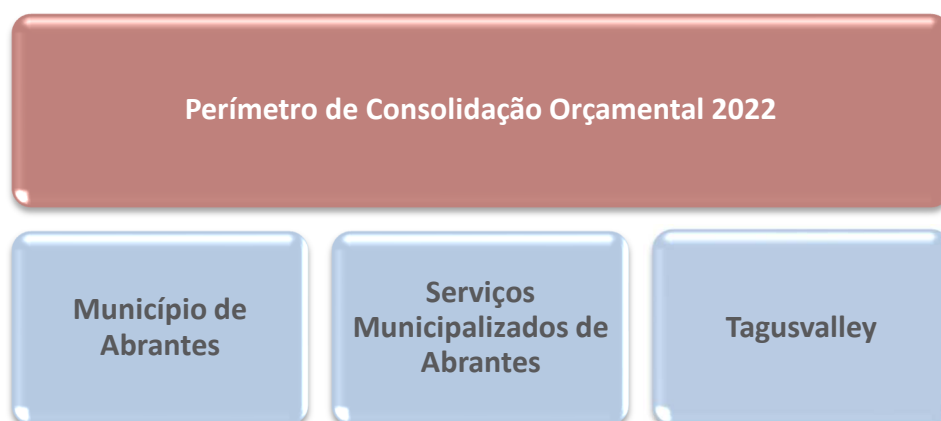 Perímetro de Consolidação Orçamental 2022
Município de
Abrantes
Serviços
Municipalizados de
Abrantes
Tagusvalley